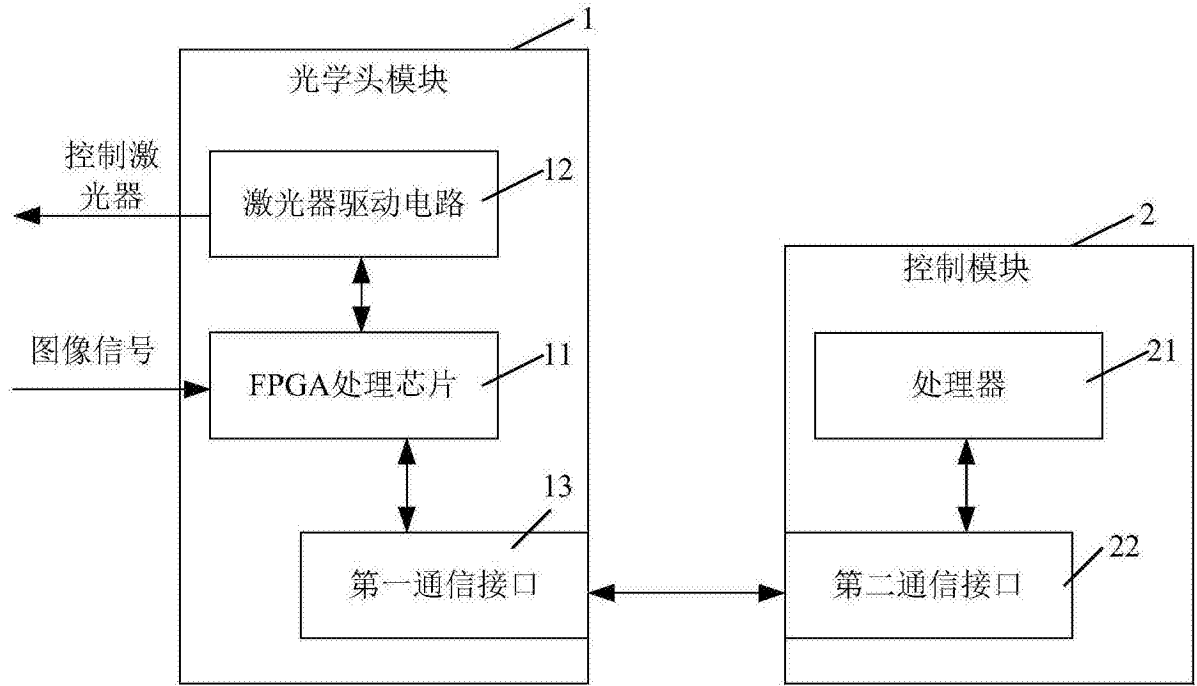 1
光学头模块
控制激
光器
12
激光器驱动电路
2
控制模块
图像信号
11
FPGA处理芯片
21
处理器
13
第一通信接口
22
第二通信接口